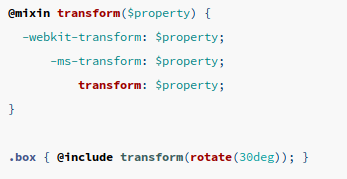 @mixin transform($property) {
  -webkit-transform: $property;
      -ms-transform: $property;
          transform: $property;
}

.box { @include transform(rotate(30deg)); }